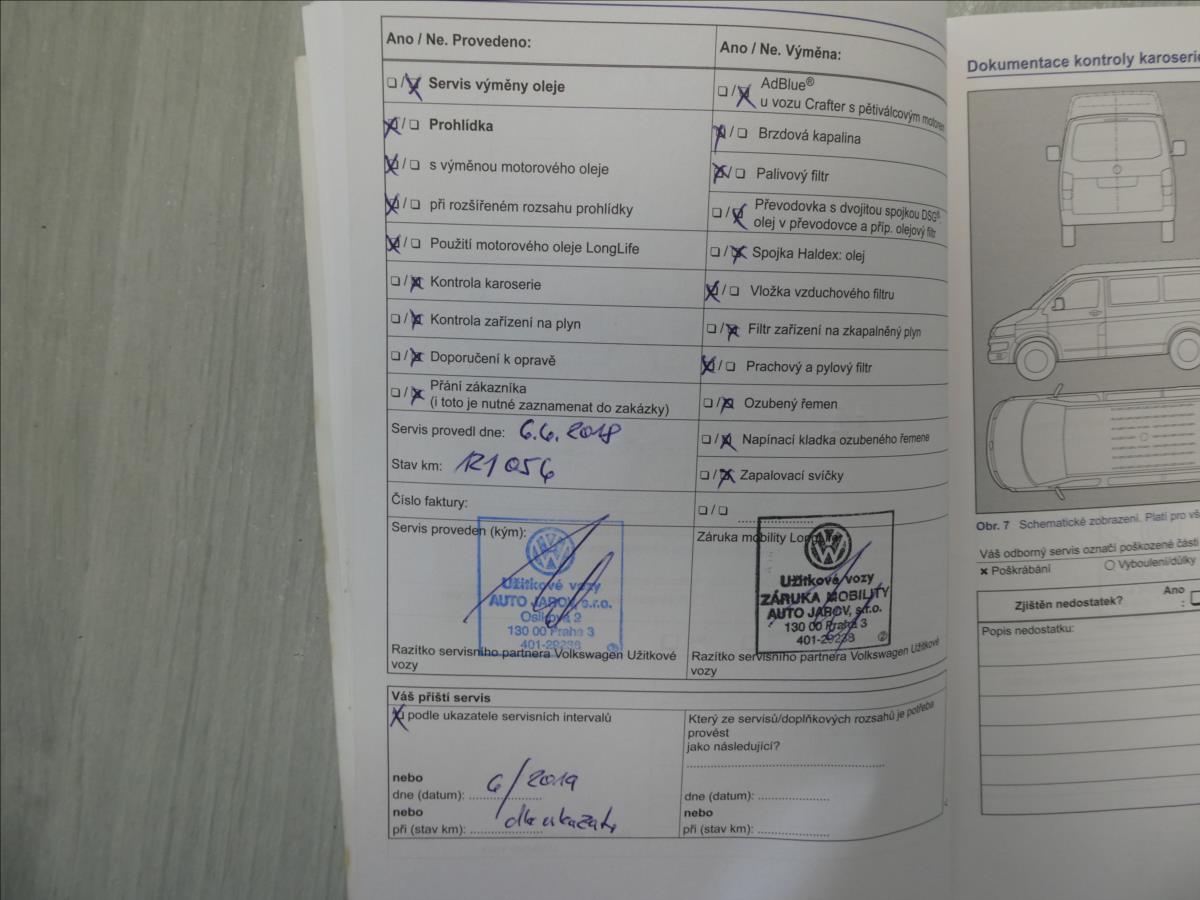 Ano / Ne. Provedeno:
❑ / ❑ Servis výměny oleje
❑ / ❑ Prohlídka
❑ / ❑ s výměnou motorového oleje
❑ / ❑ při rozšířeném rozsahu prohlídky
❑ / ❑ Použití motorového oleje LongLife
❑ / ❑ Kontrola karoserie
❑ / ❑ Kontrola zařízení na plyn
❑ / ❑ Doporučení k opravě
❑ / ❑ Přání zákazníka
(i toto je nutné zaznamenat do zakázky)
Servis provedl dne: 6.6.2018
Stav km: 121 056
Číslo faktury:
Servis proveden (kým):
Užitkové vozy
AUTO JAROV, s.r.o.
Osiková 2
130 00 Praha 3
401-29238
Razítko servisního partnera Volkswagen Užitkové
vozy
Ano / Ne. Výměna:
❑ / ❑ AdBlue®
u vozu Crafter s pětiválcovým motorem
❑ / ❑ Brzdová kapalina
❑ / ❑ Palivový filtr
❑ / ❑ Převodovka s dvojitou spojkou DSG®:
olej v převodovce a příp. olejový filtr
❑ / ❑ Spojka Haldex: olej
❑ / ❑ Vložka vzduchového filtru
❑ / ❑ Filtr zařízení na zkapalněný plyn
❑ / ❑ Prachový a pylový filtr
❑ / ❑ Ozubený řemen
❑ / ❑ Napínací kladka ozubeného řemene
❑ / ❑ Zapalovací svíčky
❑ / ❑
Záruka mobility LongLife
Užitkové vozy
ZÁRUKA MOBILITY
AUTO JAROV, s.r.o.
130 00 Praha 3
401-29238
Razítko servisního partnera Volkswagen Užitkové
vozy
Váš příští servis
❑ podle ukazatele servisních intervalů
nebo
dne (datum): 6/2019
nebo
při (stav km): dle ukazate
Který ze servisů/doplňkových rozsahů je potřeba
provést
jako následující?
dne (datum):
nebo
při (stav km):
Dokumentace kontroly karoserie
Obr. 7 Schematické zobrazení. Platí pro vš
Váš odborný servis označí poškozené části
× Poškrábání
○ Vyboulení/důlky
Zjištěn nedostatek?
Ano
: ❑
Popis nedostatku: